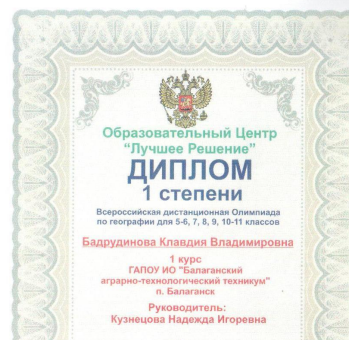 Образовательный Центр
“Лучшее Решение”
ДИПЛОМ
1 степени
Всероссийская дистанционная Олимпиада
по географии для 5-6, 7, 8, 9, 10-11 классов
Бадрудинова Клавдия Владимировна
1 курс
ГАПОУ ИО "Балаганский
аграрно-технологический техникум"
п. Балаганск
Руководитель:
Кузнецова Надежда Игоревна